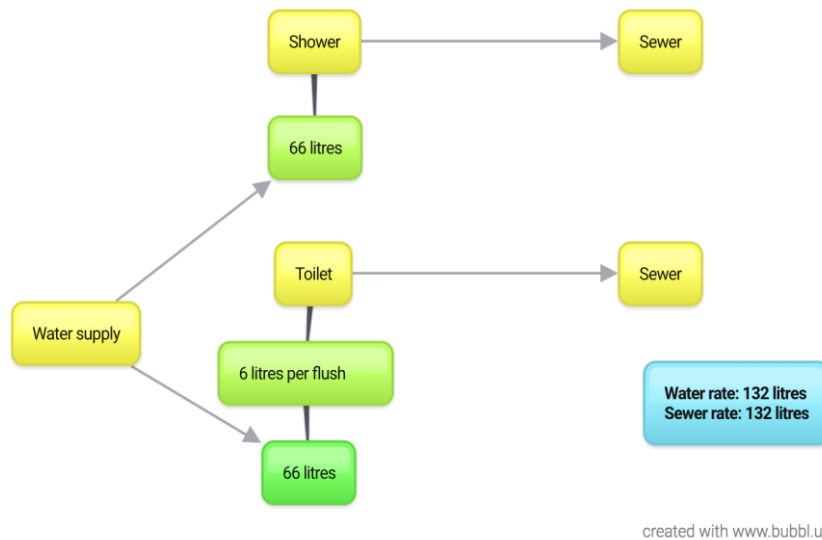 Shower
Sewer
66 litres
Toilet
Sewer
Water supply
6 litres per flush
Water rate: 132 litres
Sewer rate: 132 litres
66 litres
created with www.bubbl.u